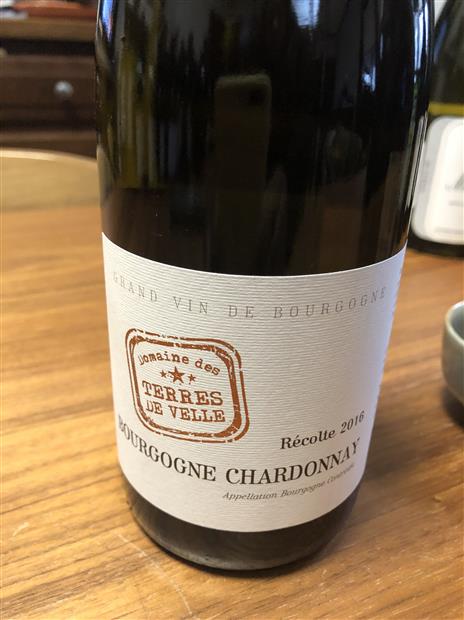 GRAND VIN DE BOURGOGNE
Domaine des
TERRES
DE VELLE
Récolte 2016
BOURGOGNE CHARDONNAY
Appellation Bourgogne Contrôlée